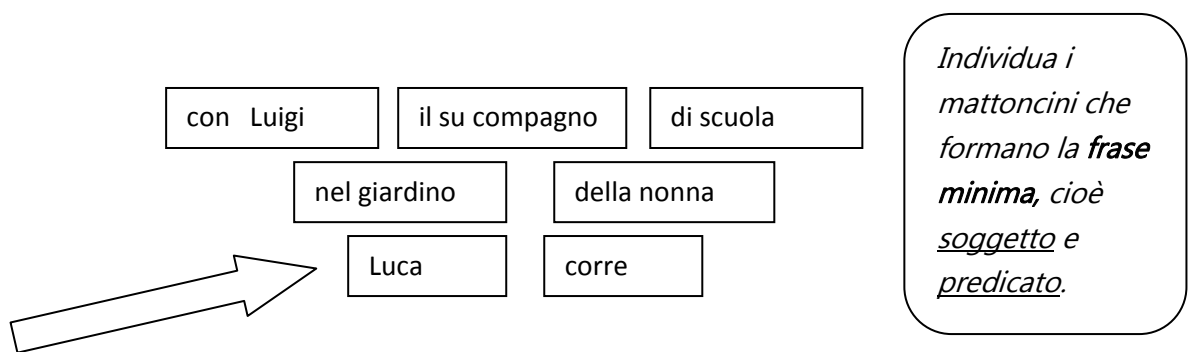 con Luigi il su compagno di scuola
nel giardino della nonna
Luca corre
Individua i
mattoncini che
formano la frase
minima, cioè
soggetto e
predicato.